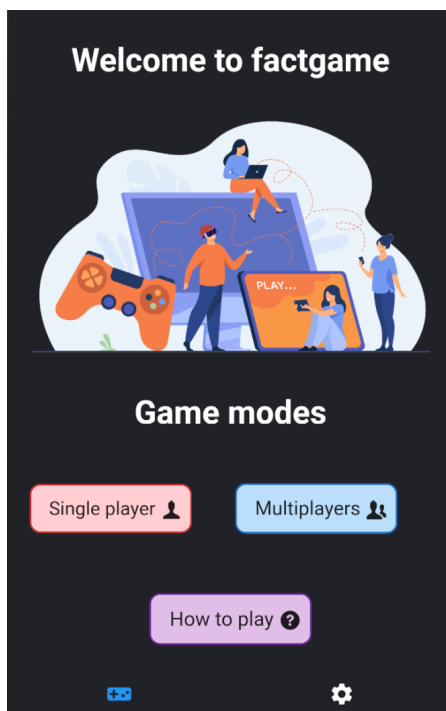 Welcome to factgame
PLAY...
Game modes
Single player
Multiplayers
How to play ?